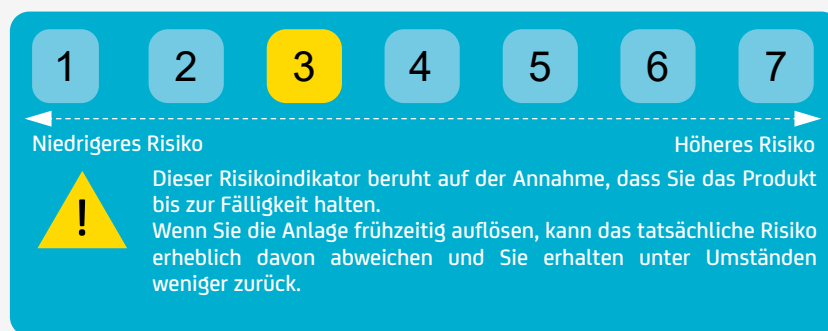 1 2 3 4 5 6 7
Niedrigeres Risiko Höheres Risiko
! Dieser Risikoindikator beruht auf der Annahme, dass Sie das Produkt
bis zur Fälligkeit halten.
Wenn Sie die Anlage frühzeitig auflösen, kann das tatsächliche Risiko
erheblich davon abweichen und Sie erhalten unter Umständen
weniger zurück.